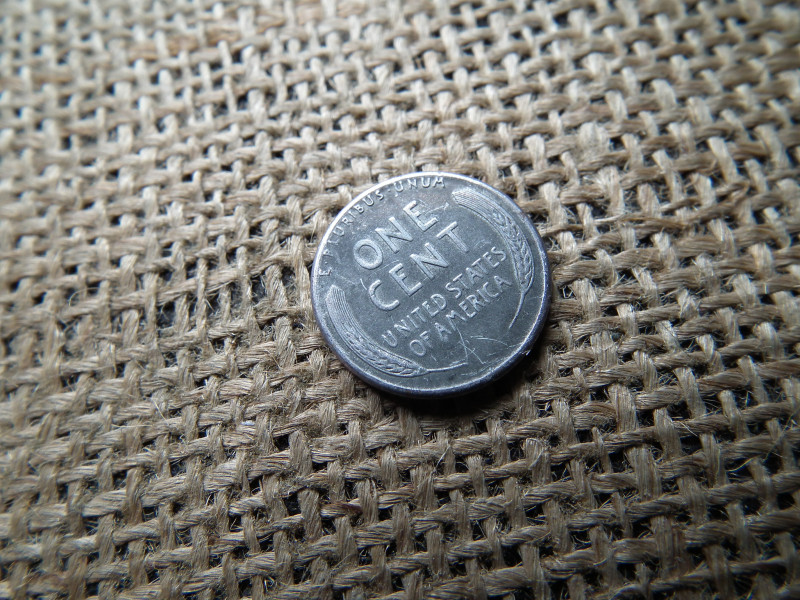 E·PLURIBUS·UNUM
ONE
CENT
UNITED STATES
OF AMERICA